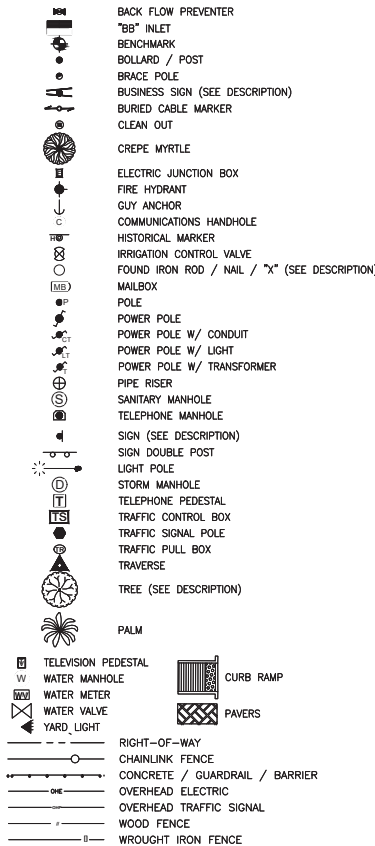 BACK FLOW PREVENTER
"BB" INLET
BENCHMARK
BOLLARD / POST
BRACE POLE
BUSINESS SIGN (SEE DESCRIPTION)
BURIED CABLE MARKER
CLEAN OUT
CREPE MYRTLE
ELECTRIC JUNCTION BOX
FIRE HYDRANT
GUY ANCHOR
C COMMUNICATIONS HANDHOLE
HISTORICAL MARKER
IRRIGATION CONTROL VALVE
FOUND IRON ROD / NAIL / "X" (SEE DESCRIPTION)
MB MAILBOX
P POLE
POWER POLE
CT POWER POLE W/ CONDUIT
LT POWER POLE W/ LIGHT
T POWER POLE W/ TRANSFORMER
PIPE RISER
S SANITARY MANHOLE
TELEPHONE MANHOLE
SIGN (SEE DESCRIPTION)
SIGN DOUBLE POST
LIGHT POLE
D STORM MANHOLE
T TELEPHONE PEDESTAL
TS TRAFFIC CONTROL BOX
TRAFFIC SIGNAL POLE
TR TRAFFIC PULL BOX
TRAVERSE
TREE (SEE DESCRIPTION)
PALM
TELEVISION PEDESTAL
W WATER MANHOLE
CURB RAMP
WATER METER
WATER VALVE
PAVERS
YARD LIGHT
RIGHT-OF-WAY
CHAINLINK FENCE
CONCRETE / GUARDRAIL / BARRIER
OHE OVERHEAD ELECTRIC
OVERHEAD TRAFFIC SIGNAL
WOOD FENCE
WROUGHT IRON FENCE